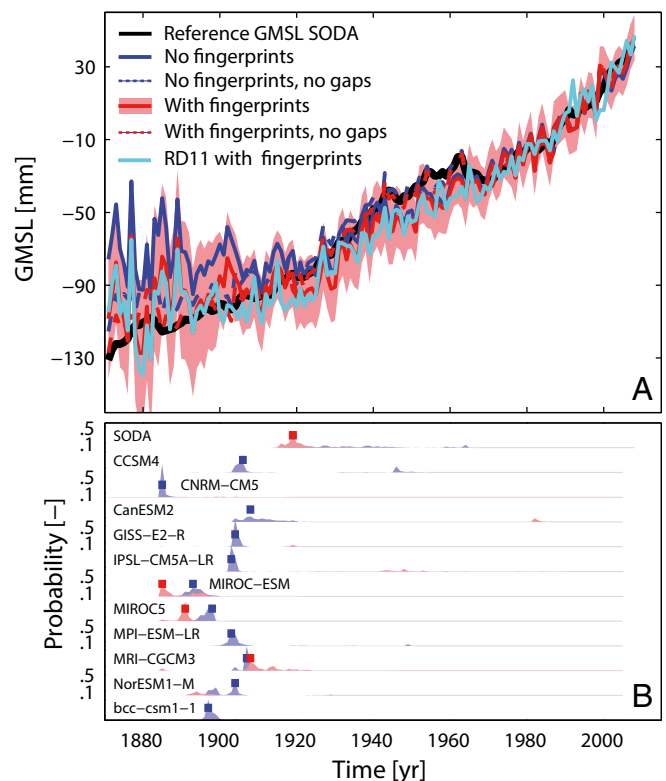 Reference GMSL SODA
No fingerprints
No fingerprints, no gaps
With fingerprints
With fingerprints, no gaps
RD11 with fingerprints
30
−10
−50
−90
−130
GMSL [mm]
A
.5
.1
SODA
CCSM4
.5
.1
CNRM−CM5
CanESM2
.5
.1
GISS−E2−R
IPSL−CM5A−LR
.5
.1
MIROC−ESM
MIROC5
.5
.1
MPI−ESM−LR
MRI−CGCM3
.5
.1
NorESM1−M
bcc−csm1−1
Probability [−]
B
1880
1900
1920
1940
1960
1980
2000
Time [yr]